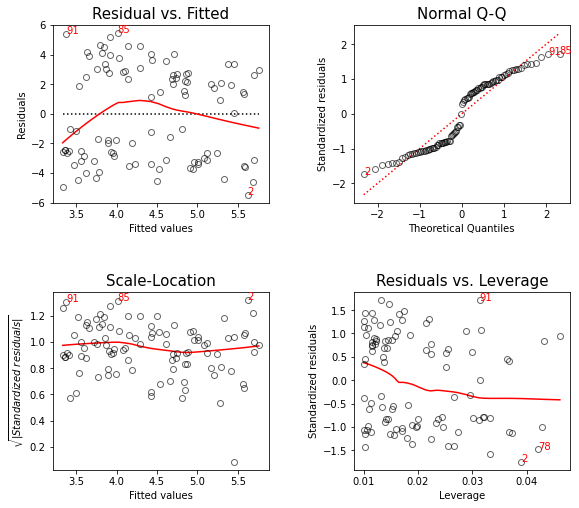 Residual vs. Fitted
Residuals
6
4
2
0
−2
−4
−6
91
85
2
3.5 4.0 4.5 5.0 5.5
Fitted values
Normal Q-Q
Standardized residuals
2
1
0
−1
−2
91
85
2
−2 −1 0 1 2
Theoretical Quantiles
Scale-Location
√|Standardized residuals|
1.2
1.0
0.8
0.6
0.4
0.2
91
85
2
3.5 4.0 4.5 5.0 5.5
Fitted values
Residuals vs. Leverage
Standardized residuals
1.5
1.0
0.5
0.0
−0.5
−1.0
−1.5
91
78
2
0.01 0.02 0.03 0.04
Leverage